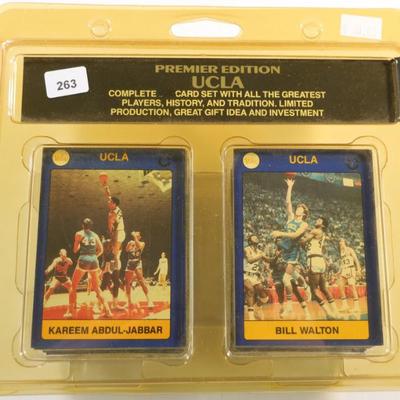 263
PREMIER EDITION
UCLA
COMPLETE CARD SET WITH ALL THE GREATEST
PLAYERS, HISTORY, AND TRADITION. LIMITED
PRODUCTION, GREAT GIFT IDEA AND INVESTMENT
UCLA
KAREEM ABDUL-JABBAR
UCLA
BILL WALTON